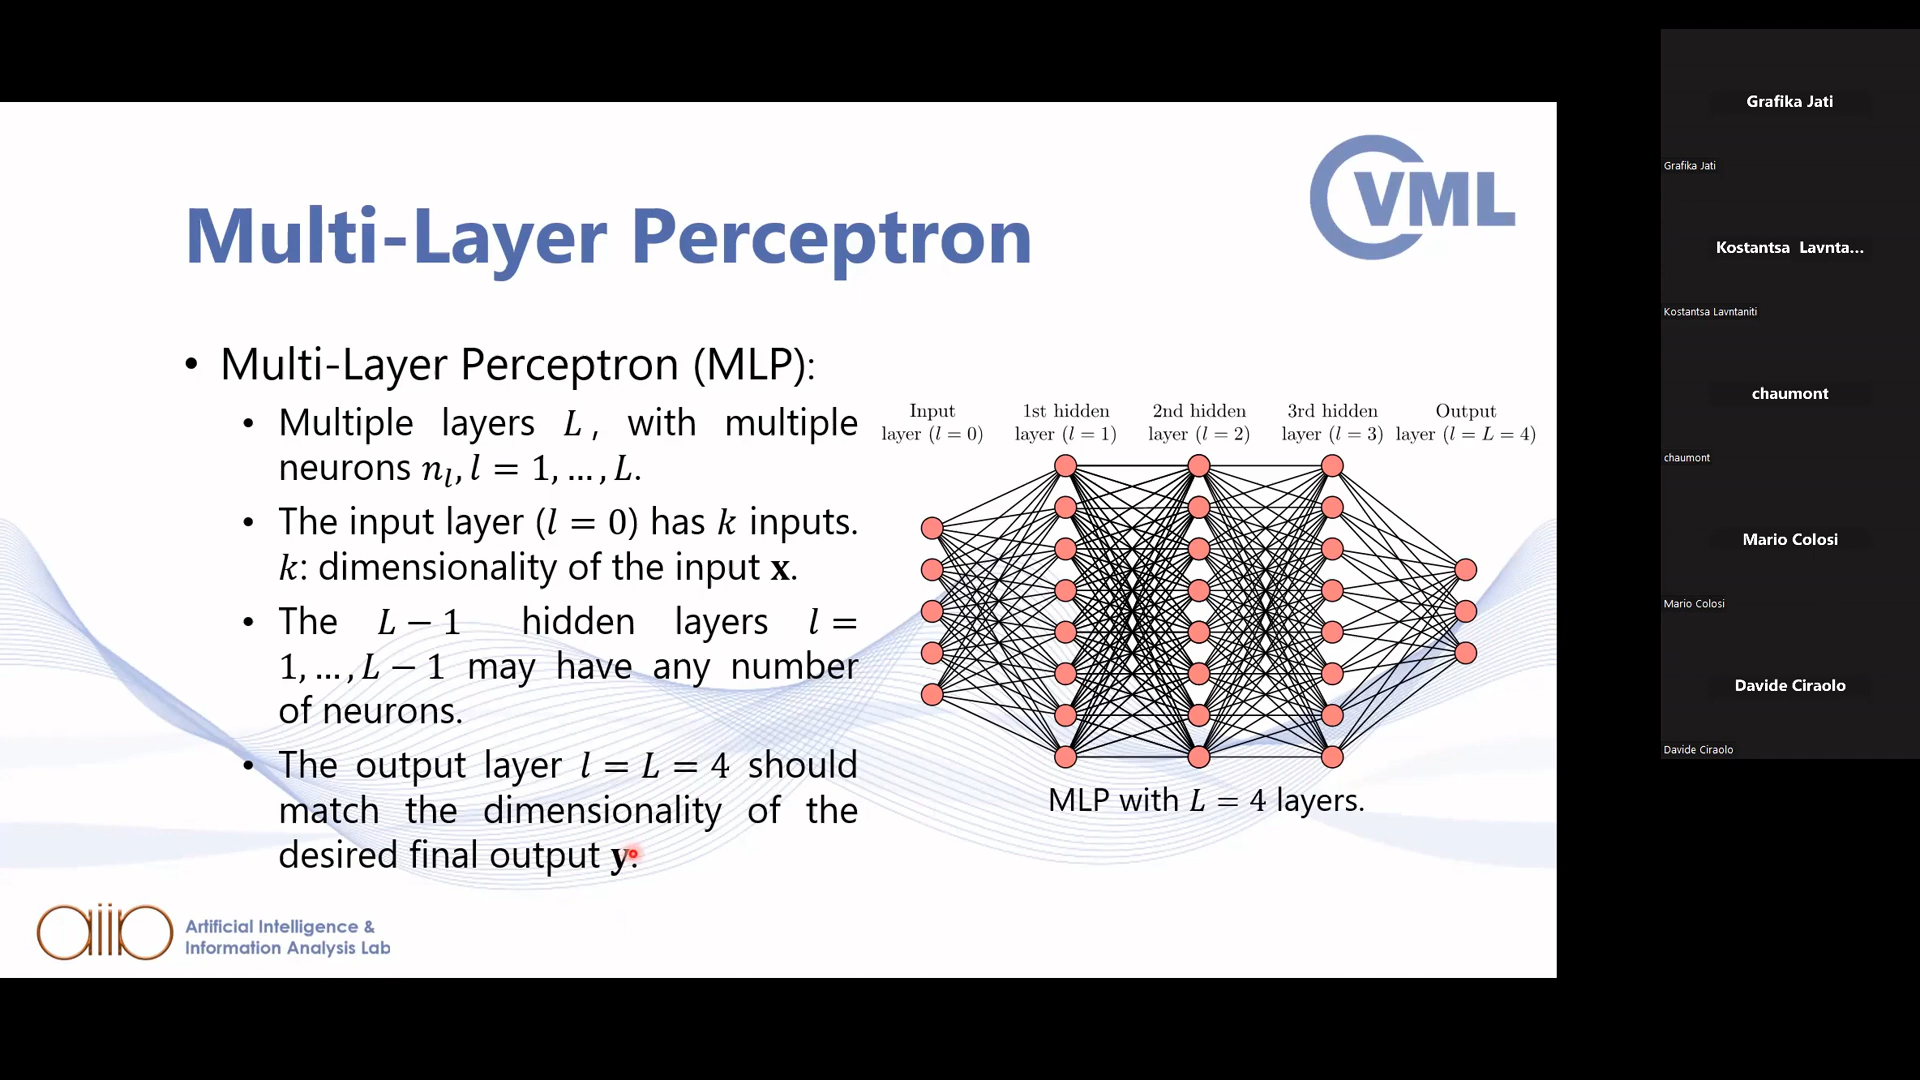 CVML
Multi-Layer Perceptron
• Multi-Layer Perceptron (MLP):
• Multiple layers L, with multiple
neurons nₗ, l = 1, … , L.
• The input layer (l = 0) has k inputs.
k: dimensionality of the input x.
• The L − 1 hidden layers l =
1, … , L − 1 may have any number
of neurons.
• The output layer l = L = 4 should
match the dimensionality of the
desired final output y.
Input
layer (l = 0)
1st hidden
layer (l = 1)
2nd hidden
layer (l = 2)
3rd hidden
layer (l = 3)
Output
layer (l = L = 4)
MLP with L = 4 layers.
aiia
Artificial Intelligence &
Information Analysis Lab
Grafika Jati
Grafika Jati
Kostantsa Lavnta...
Kostantsa Lavntaniti
chaumont
chaumont
Mario Colosi
Mario Colosi
Davide Ciraolo
Davide Ciraolo